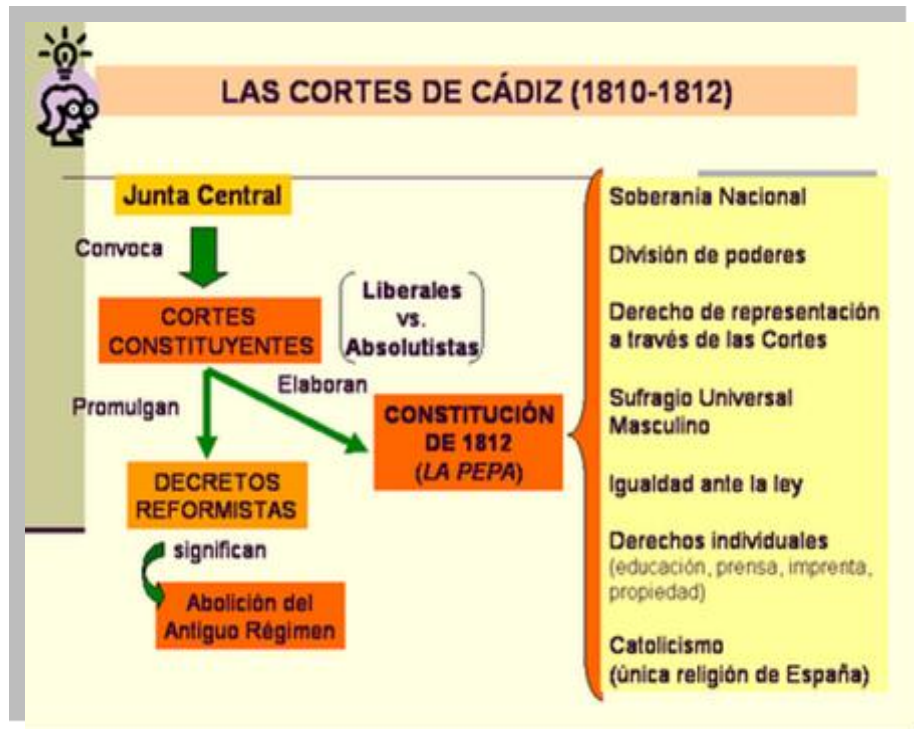 LAS CORTES DE CÁDIZ (1810-1812)
Junta Central
Convoca
CORTES
CONSTITUYENTES
Liberales
vs.
Absolutistas
Promulgan
Elaboran
DECRETOS
REFORMISTAS
significan
Abolición del
Antiguo Régimen
CONSTITUCIÓN
DE 1812
(LA PEPA)
Soberanía Nacional
División de poderes
Derecho de representación
a través de las Cortes
Sufragio Universal
Masculino
Igualdad ante la ley
Derechos individuales
(educación, prensa, imprenta,
propiedad)
Catolicismo
(única religión de España)